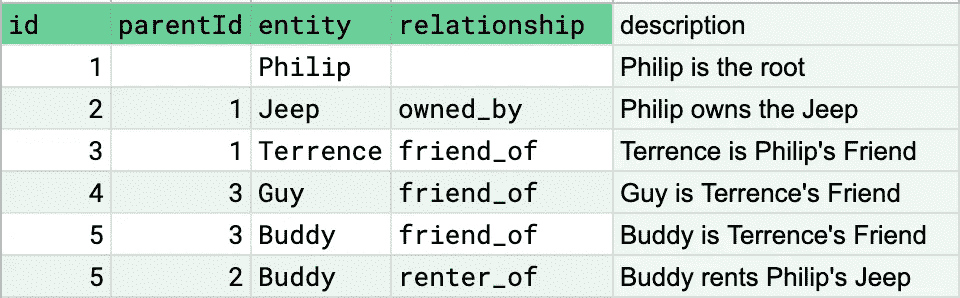 id parentId entity relationship description
1 Philip Philip is the root
2 1 Jeep owned_by Philip owns the Jeep
3 1 Terrence friend_of Terrence is Philip's Friend
4 3 Guy friend_of Guy is Terrence's Friend
5 3 Buddy friend_of Buddy is Terrence's Friend
5 2 Buddy renter_of Buddy rents Philip's Jeep